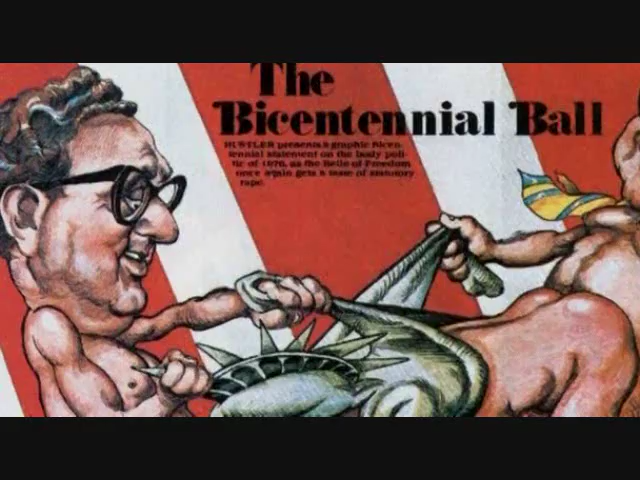 The
Bicentennial Ball
HUSTLER presents a graphic Bicen-
tennial statement on the body poli-
tic of 1976, as the Belle of Freedom
once again gets a taste of statutory
rape.